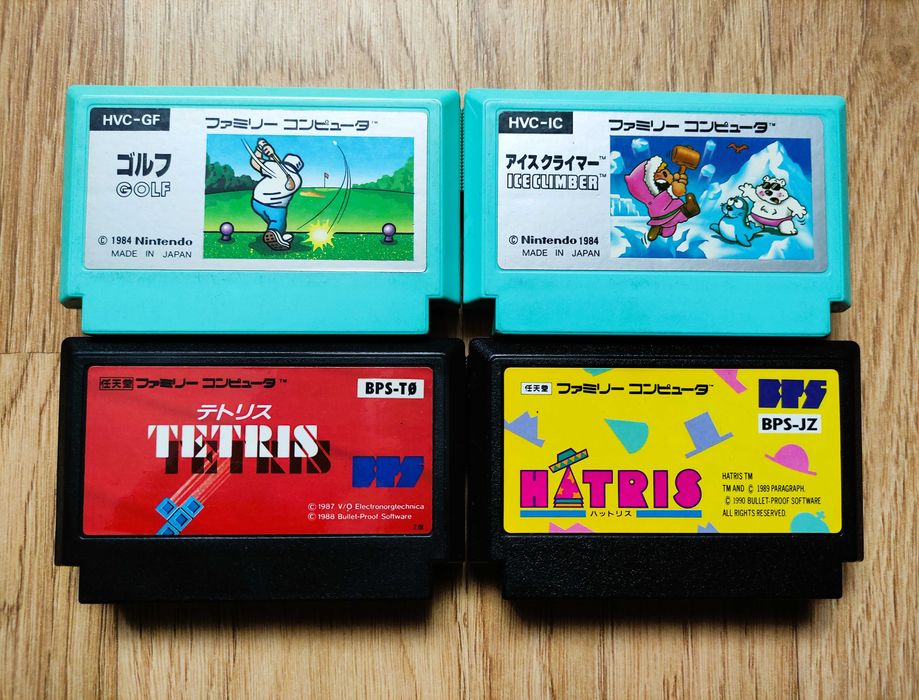 HVC-GF
ファミリー コンピュータ™
ゴルフ
GOLF
© 1984 Nintendo
MADE IN JAPAN
HVC-IC
ファミリー コンピュータ™
アイスクライマー™
ICE CLIMBER™
© Nintendo 1984
MADE IN JAPAN
任天堂 ファミリー コンピュータ™
BPS-TØ
テトリス
TETRIS
BPS
© 1987 V/O Electronorgtechnica
© 1988 Bullet-Proof Software
任天堂 ファミリー コンピュータ™
BPS
BPS-JZ
HATRIS
ハットリス
HATRIS TM
TM AND © 1989 PARAGRAPH.
© 1990 BULLET-PROOF SOFTWARE
ALL RIGHTS RESERVED.